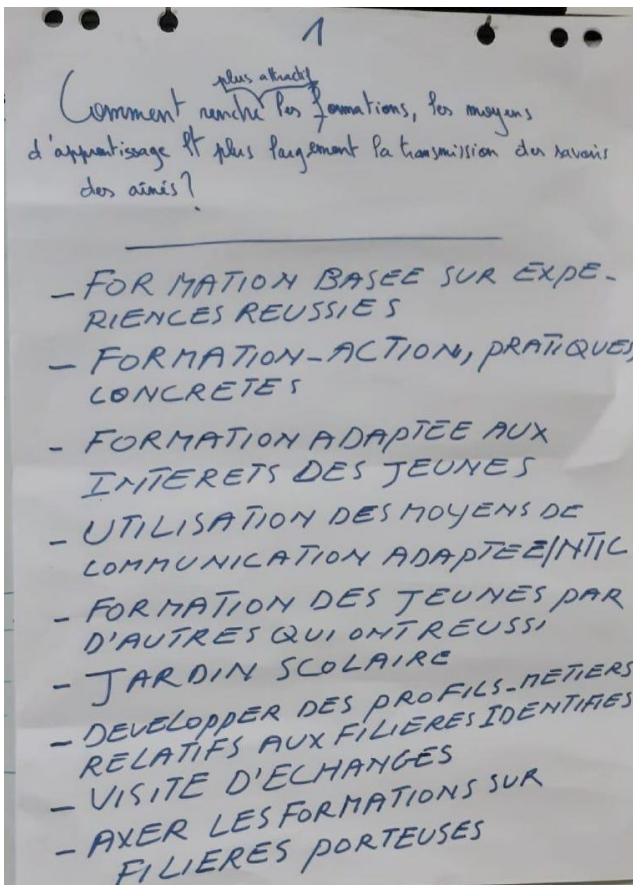 1
plus attractif
Comment rendre les formations, les moyens
d'apprentissage et plus largement la transmission des savoirs
des ainés?
- FORMATION BASEE SUR EXPE-
RIENCES REUSSIES
- FORMATION-ACTION, PRATIQUES
CONCRETES
- FORMATION ADAPTEE AUX
INTERETS DES JEUNES
- UTILISATION DES MOYENS DE
COMMUNICATION ADAPTEE/NTIC
- FORMATION DES JEUNES PAR
D'AUTRES QUI ONT REUSSI
- JARDIN SCOLAIRE
- DEVELOPPER DES PROFILS-METIERS
RELATIFS AUX FILIERES IDENTIFIES
- VISITE D'ECHANGES
- AXER LES FORMATIONS SUR
FILIERES PORTEUSES